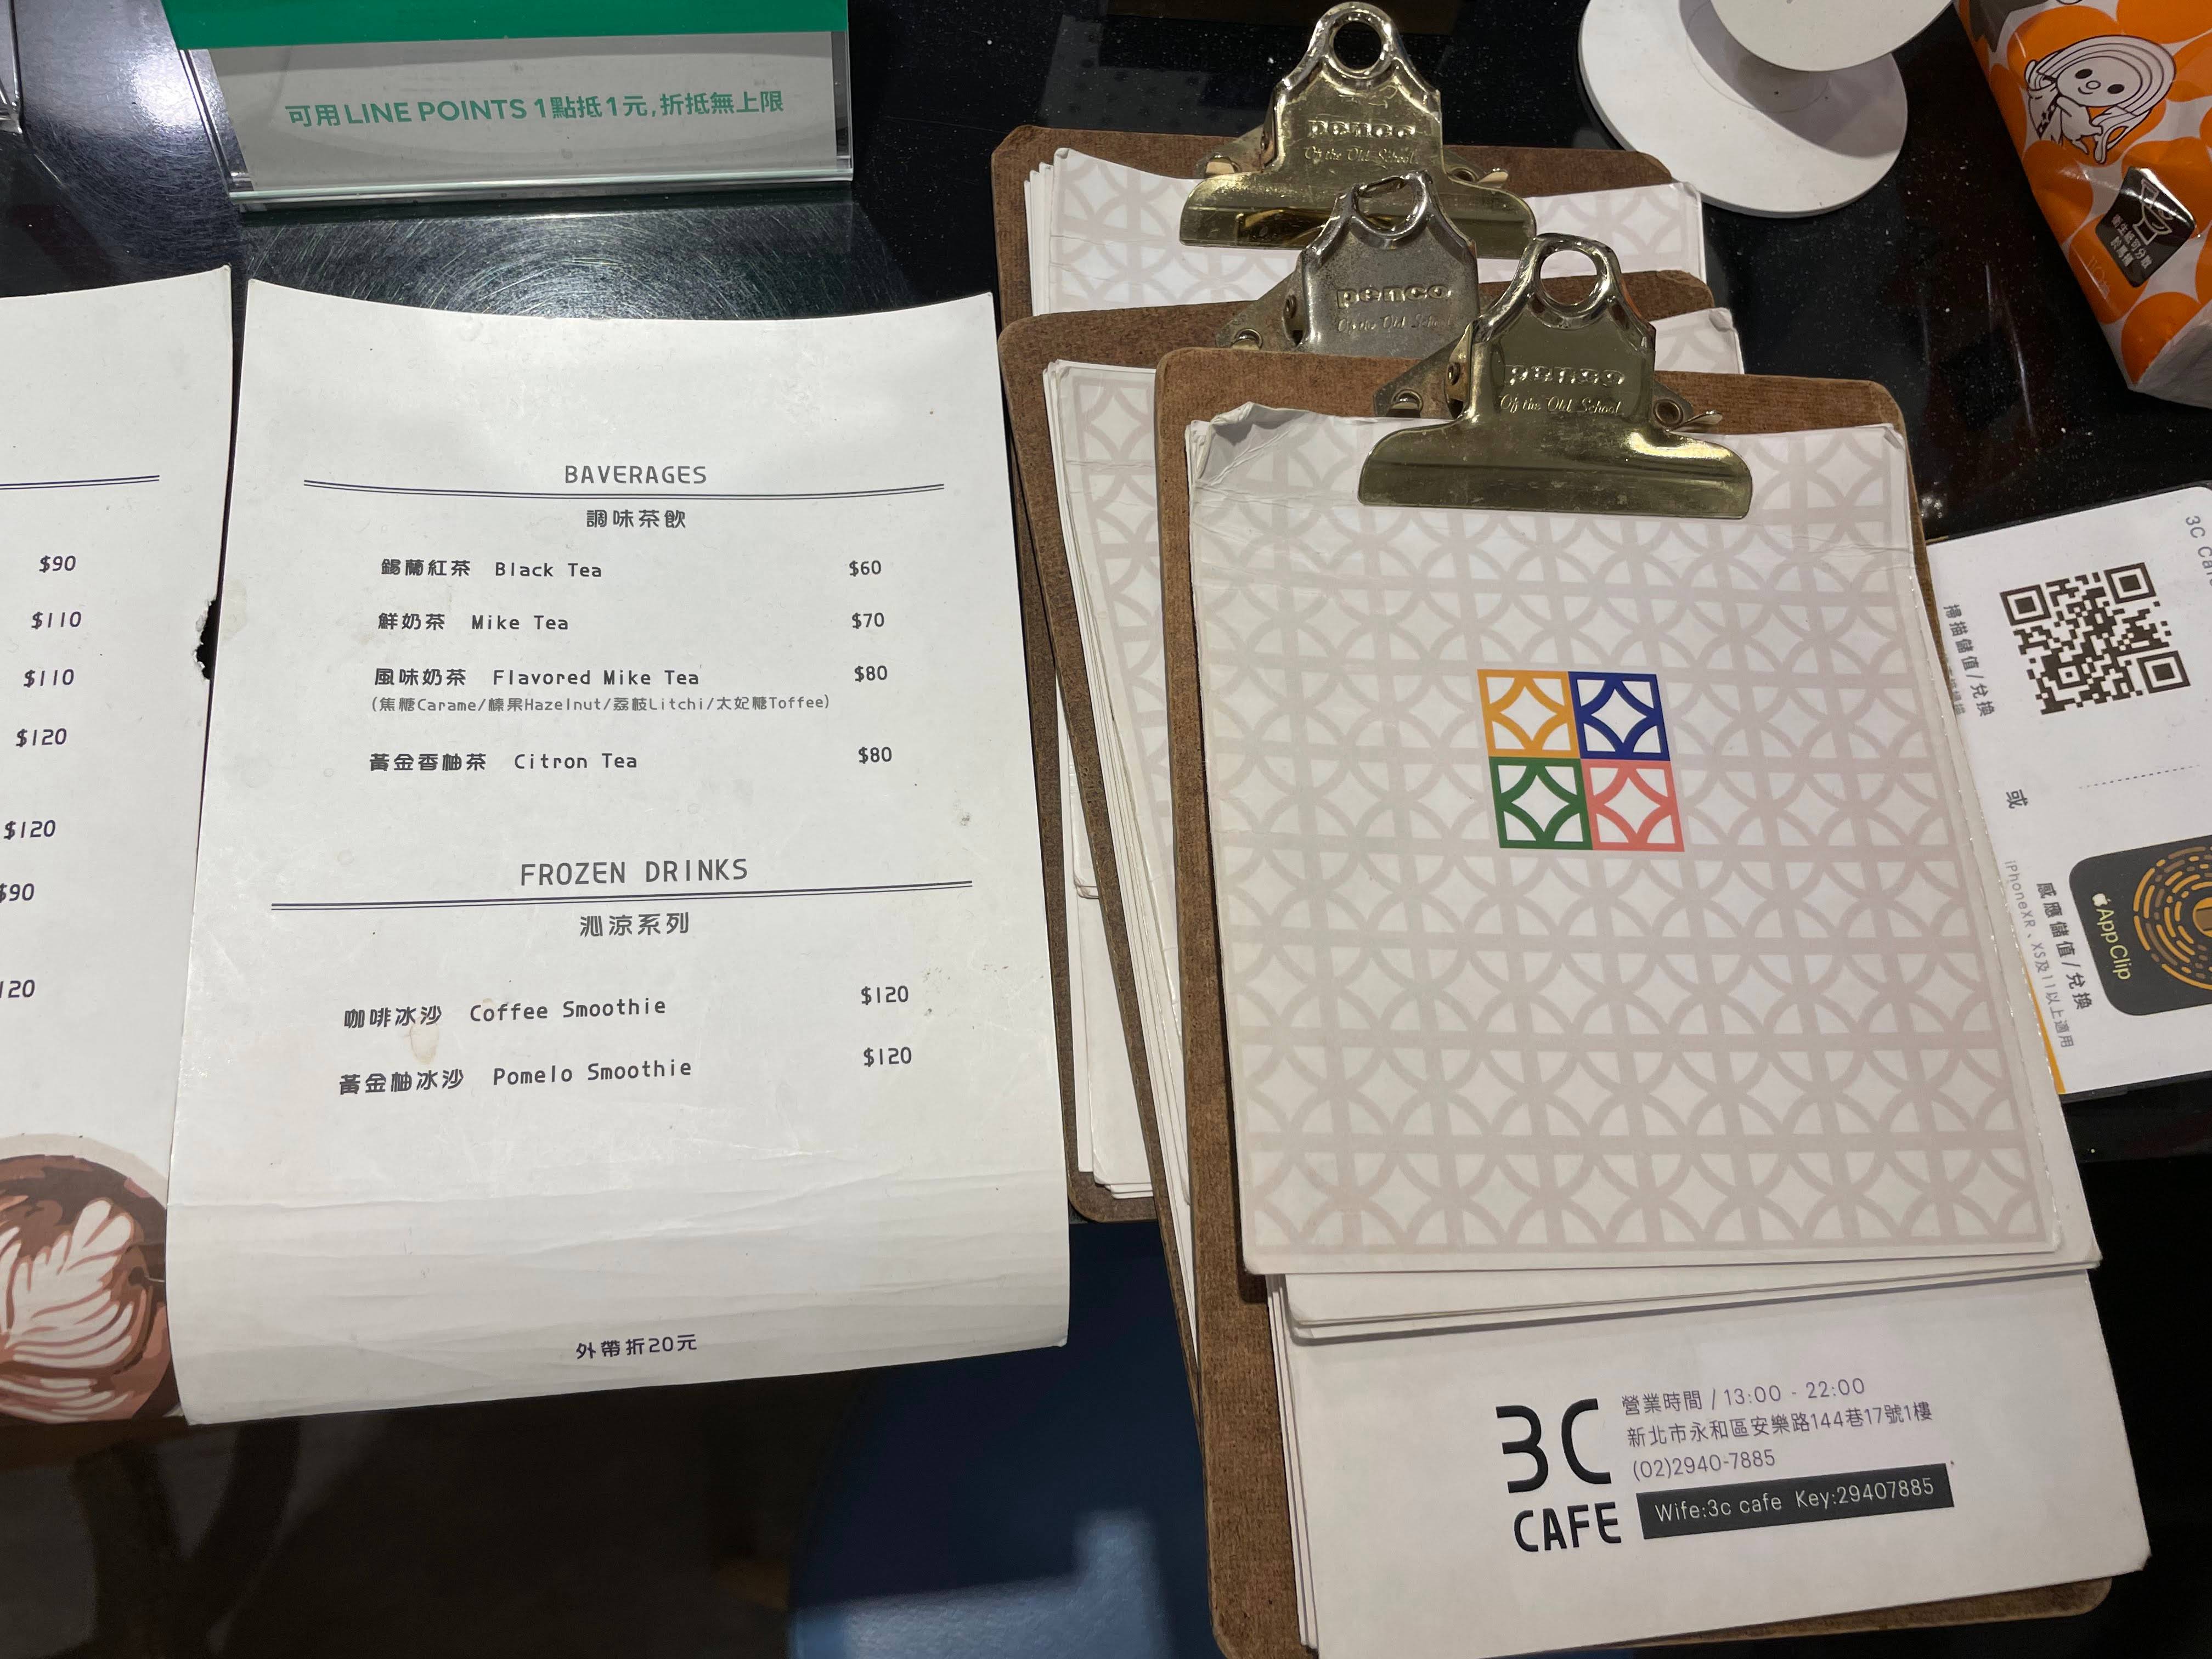 可用LINE POINTS 1點抵1元,折抵無上限
$90
$110
$110
$120
$120
$90
120
BAVERAGES
調味茶飲
錫蘭紅茶 Black Tea $60
鮮奶茶 Mike Tea $70
風味奶茶 Flavored Mike Tea $80
(焦糖Carame/榛果Hazelnut/荔枝Litchi/太妃糖Toffee)
黃金香柚茶 Citron Tea $80
FROZEN DRINKS
沁涼系列
咖啡冰沙 Coffee Smoothie $120
黃金柚冰沙 Pomelo Smoothie $120
外帶折20元
penco
Of the Old School
penco
Of the Old School
penco
Of the Old School
3C CAFE
營業時間 / 13:00 - 22:00
新北市永和區安樂路144巷17號1樓
(02)2940-7885
Wife:3c cafe Key:29407885
3C Cafe
掃描儲值/兌換
或
感應儲值/兌換
iPhoneXR、XS及11以上適用
AppClip